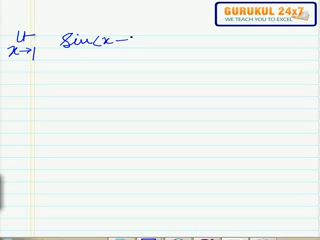 GURUKUL 24x7
WE TEACH YOU TO EXCEL
lt sin(x-
x→1